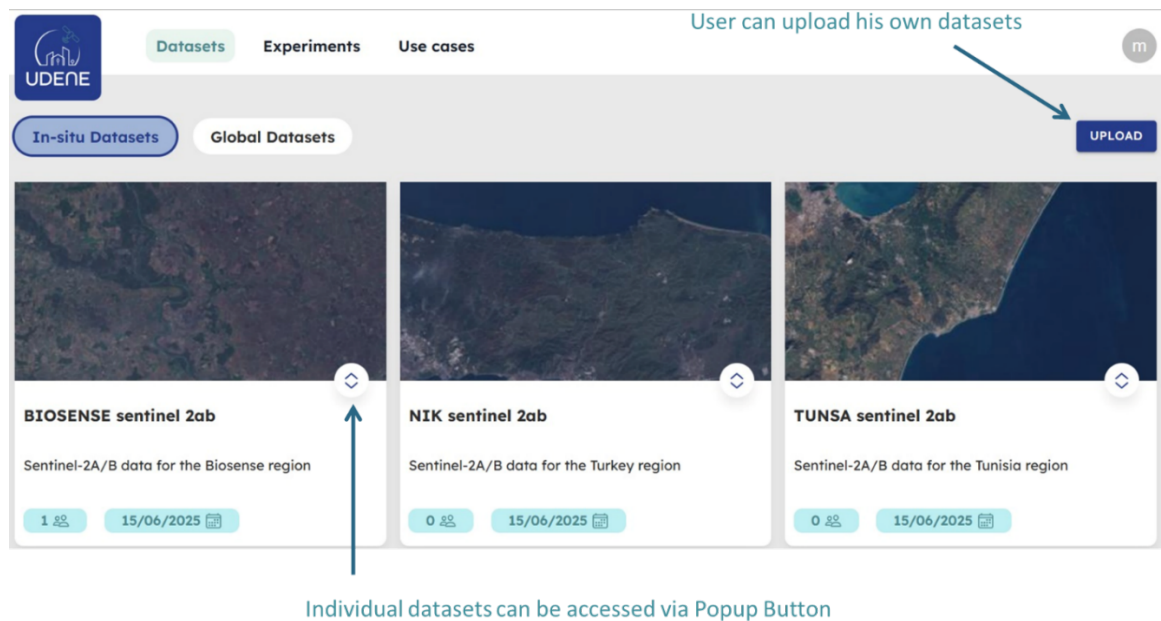 User can upload his own datasets
UDENE
Datasets
Experiments
Use cases
m
In-situ Datasets
Global Datasets
UPLOAD
BIOSENSE sentinel 2ab
Sentinel-2A/B data for the Biosense region
1
15/06/2025
NIK sentinel 2ab
Sentinel-2A/B data for the Turkey region
0
15/06/2025
TUNSA sentinel 2ab
Sentinel-2A/B data for the Tunisia region
0
15/06/2025
Individual datasets can be accessed via Popup Button